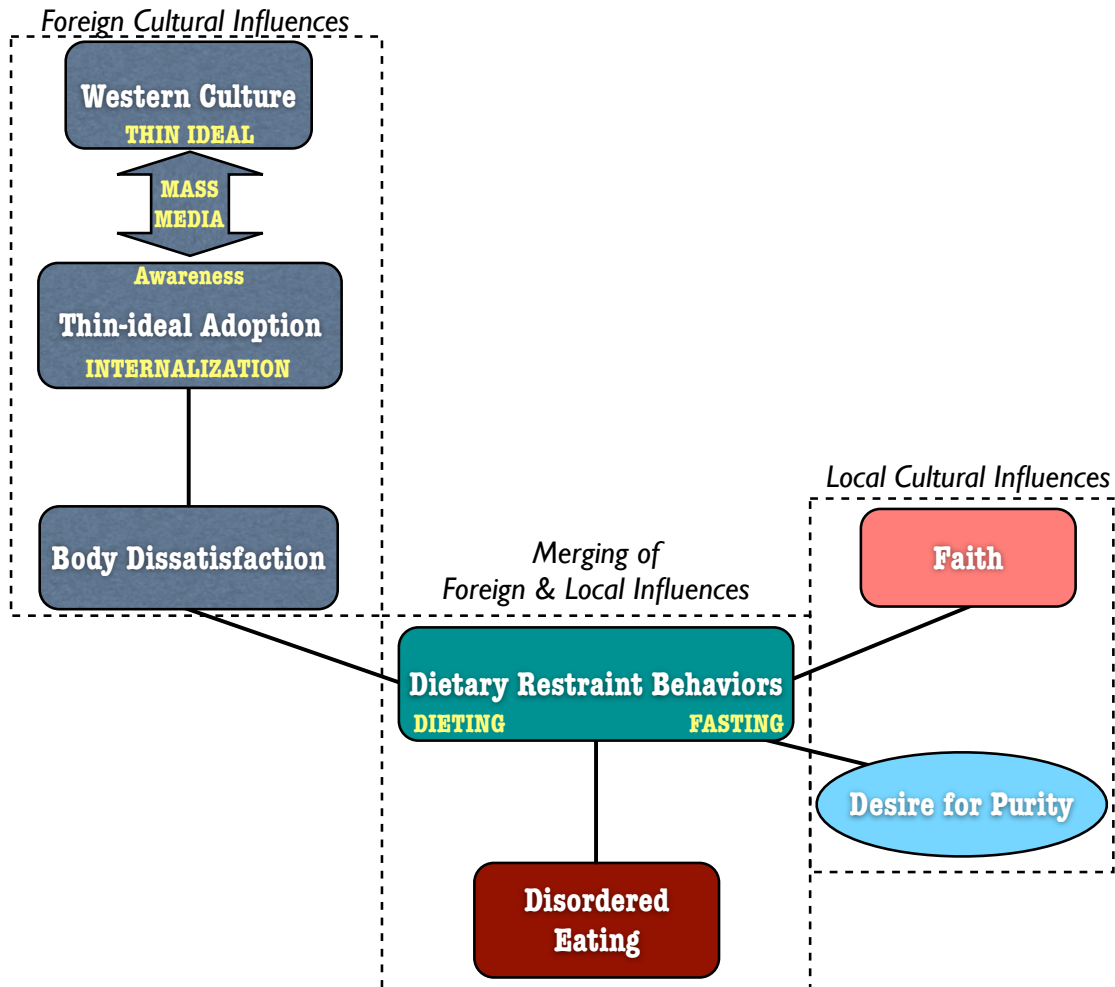 Foreign Cultural Influences
Western Culture
THIN IDEAL
MASS
MEDIA
Awareness
Thin-ideal Adoption
INTERNALIZATION
Body Dissatisfaction
Merging of
Foreign & Local Influences
Dietary Restraint Behaviors
DIETING FASTING
Disordered
Eating
Local Cultural Influences
Faith
Desire for Purity